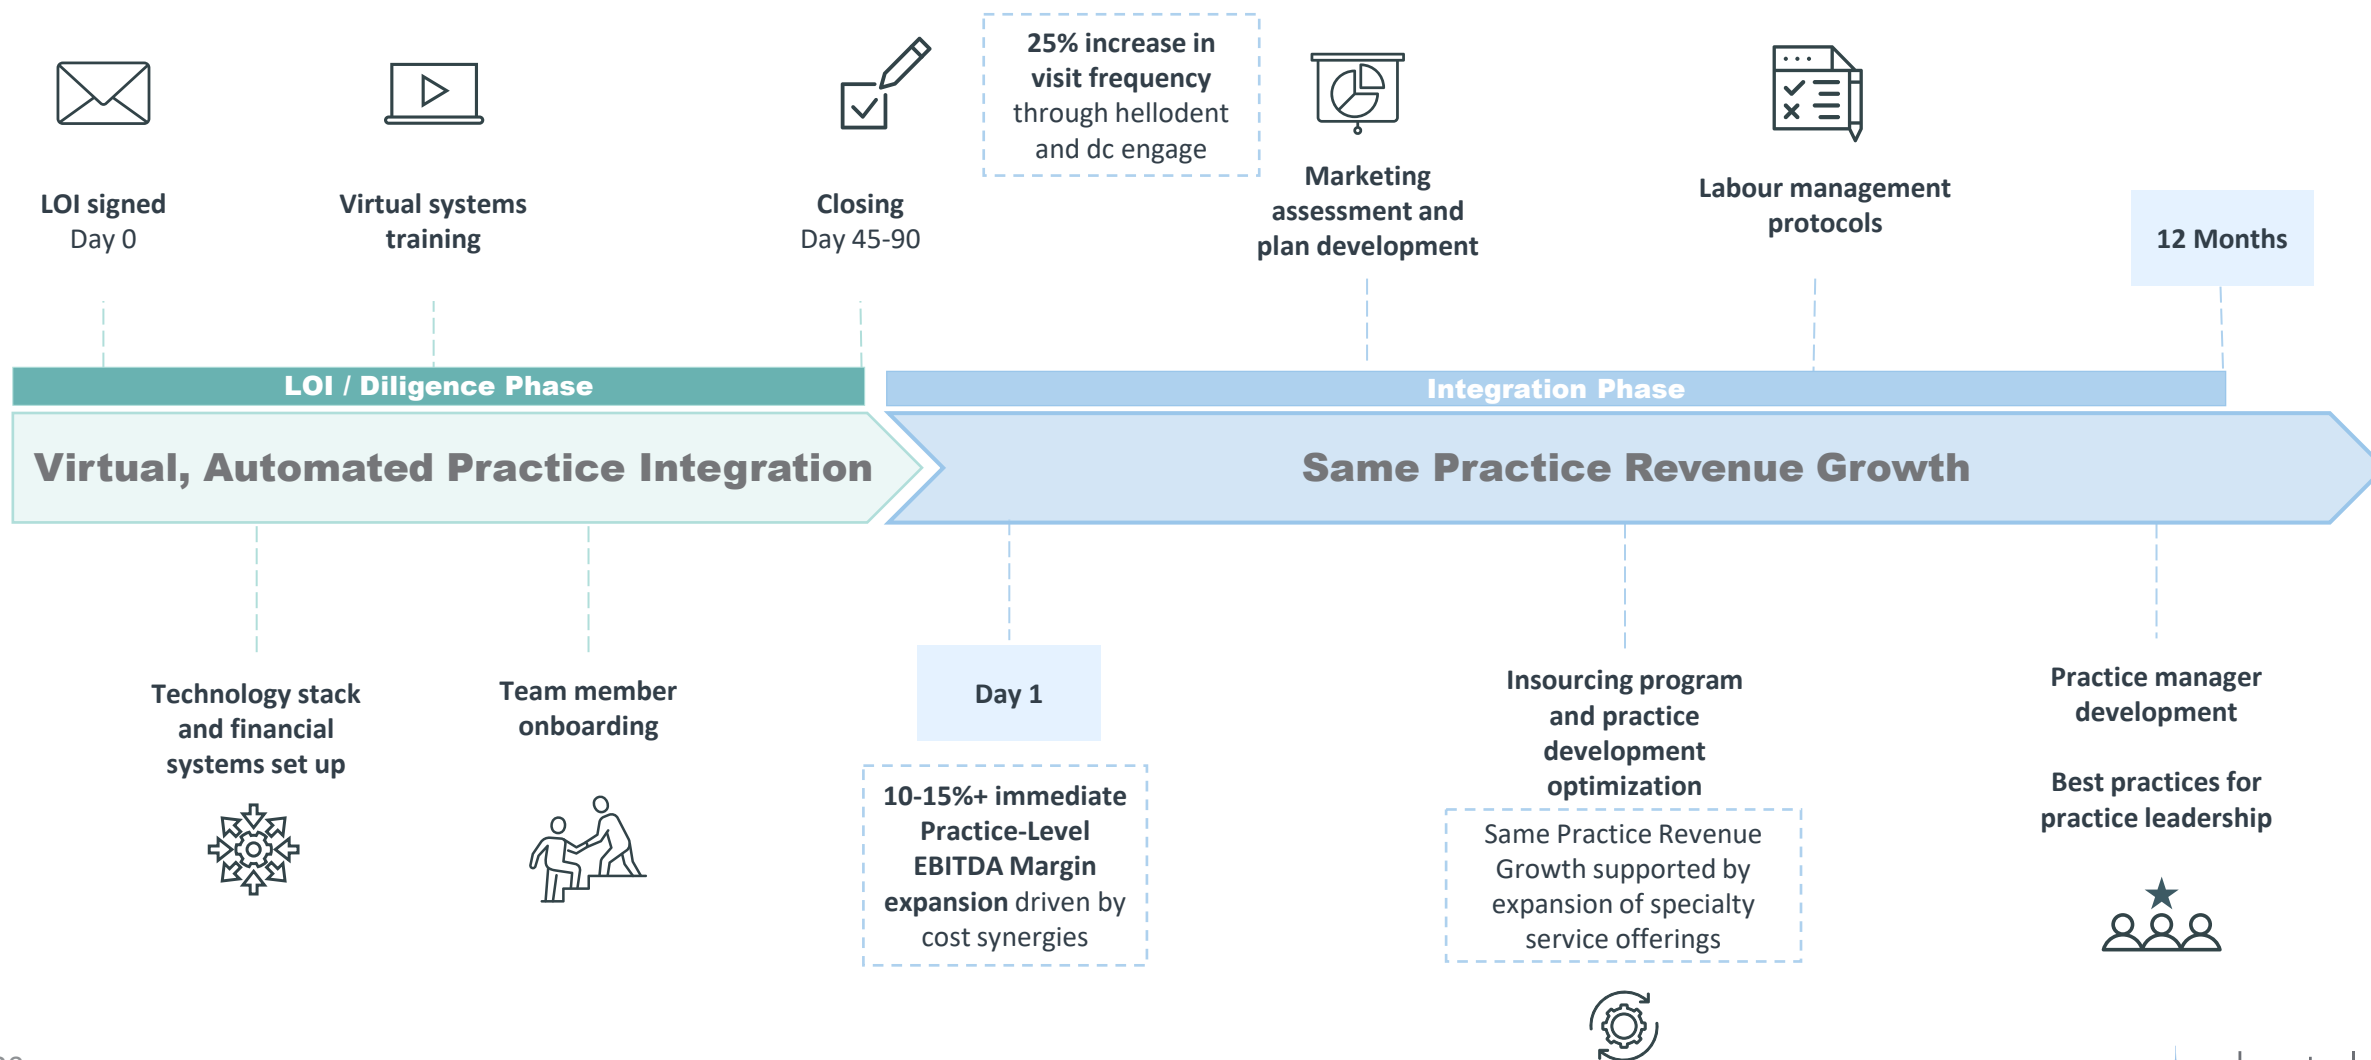 25% increase in
visit frequency
through hellodent
and dc engage
LOI signed
Day 0
Virtual systems
training
Closing
Day 45-90
Marketing
assessment and
plan development
Labour management
protocols
12 Months
LOI / Diligence Phase
Integration Phase
Virtual, Automated Practice Integration
Same Practice Revenue Growth
Technology stack
and financial
systems set up
Team member
onboarding
Day 1
10-15%+ immediate
Practice-Level
EBITDA Margin
expansion driven by
cost synergies
Insourcing program
and practice
development
optimization
Same Practice Revenue
Growth supported by
expansion of specialty
service offerings
Practice manager
development
Best practices for
practice leadership